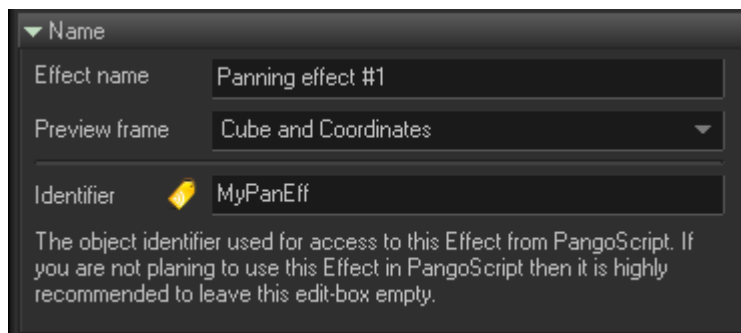 Name
Effect name Panning effect #1
Preview frame Cube and Coordinates
Identifier MyPanEff
The object identifier used for access to this Effect from PangoScript. If
you are not planing to use this Effect in PangoScript then it is highly
recommended to leave this edit-box empty.